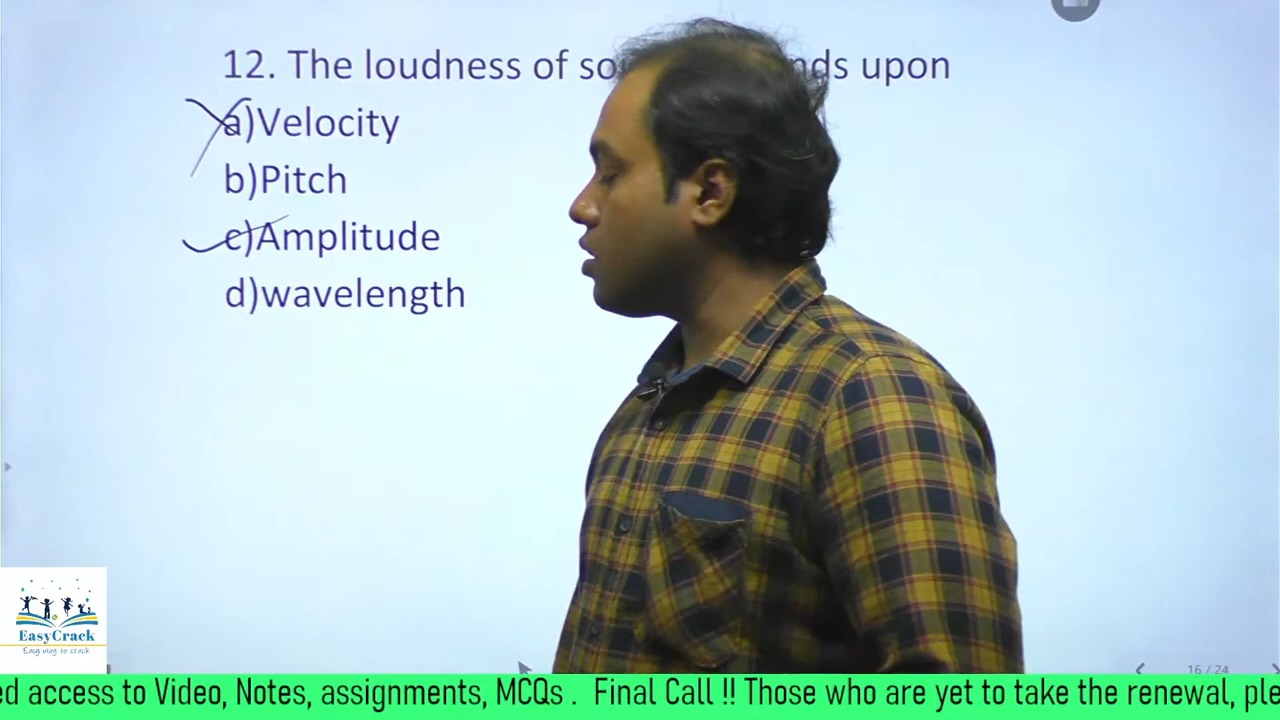 12. The loudness of so nds upon
a)Velocity
b)Pitch
c)Amplitude
d)wavelength
EasyCrack
Easy way to crack
16 / 24
ed access to Video, Notes, assignments, MCQs . Final Call !! Those who are yet to take the renewal, ple